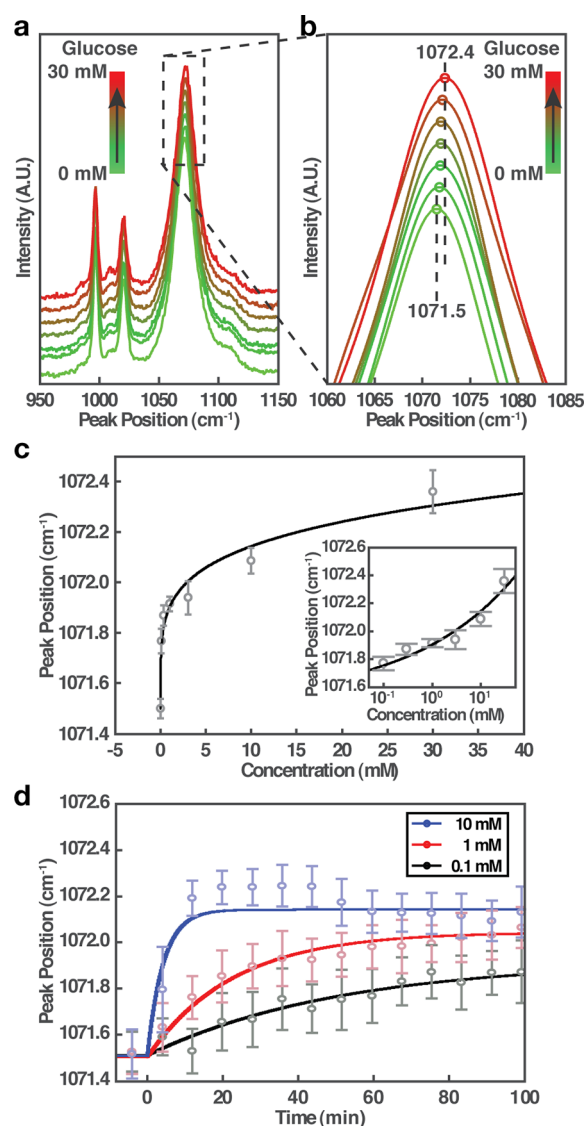 a
Glucose
30 mM
0 mM
Intensity (A.U.)
950 1000 1050 1100 1150
Peak Position (cm⁻¹)
b
1072.4
Glucose
30 mM
0 mM
Intensity (A.U.)
1071.5
1060 1065 1070 1075 1080 1085
Peak Position (cm⁻¹)
c
1072.4
1072.2
1072.0
1071.8
1071.6
1071.4
Peak Position (cm⁻¹)
-5 0 5 10 15 20 25 30 35 40
Concentration (mM)
1072.6
1072.4
1072.2
1072.0
1071.8
1071.6
Peak Position (cm⁻¹)
10⁻¹ 10⁰ 10¹
Concentration (mM)
d
1072.6
1072.4
1072.2
1072.0
1071.8
1071.6
1071.4
Peak Position (cm⁻¹)
10 mM
1 mM
0.1 mM
0 20 40 60 80 100
Time (min)